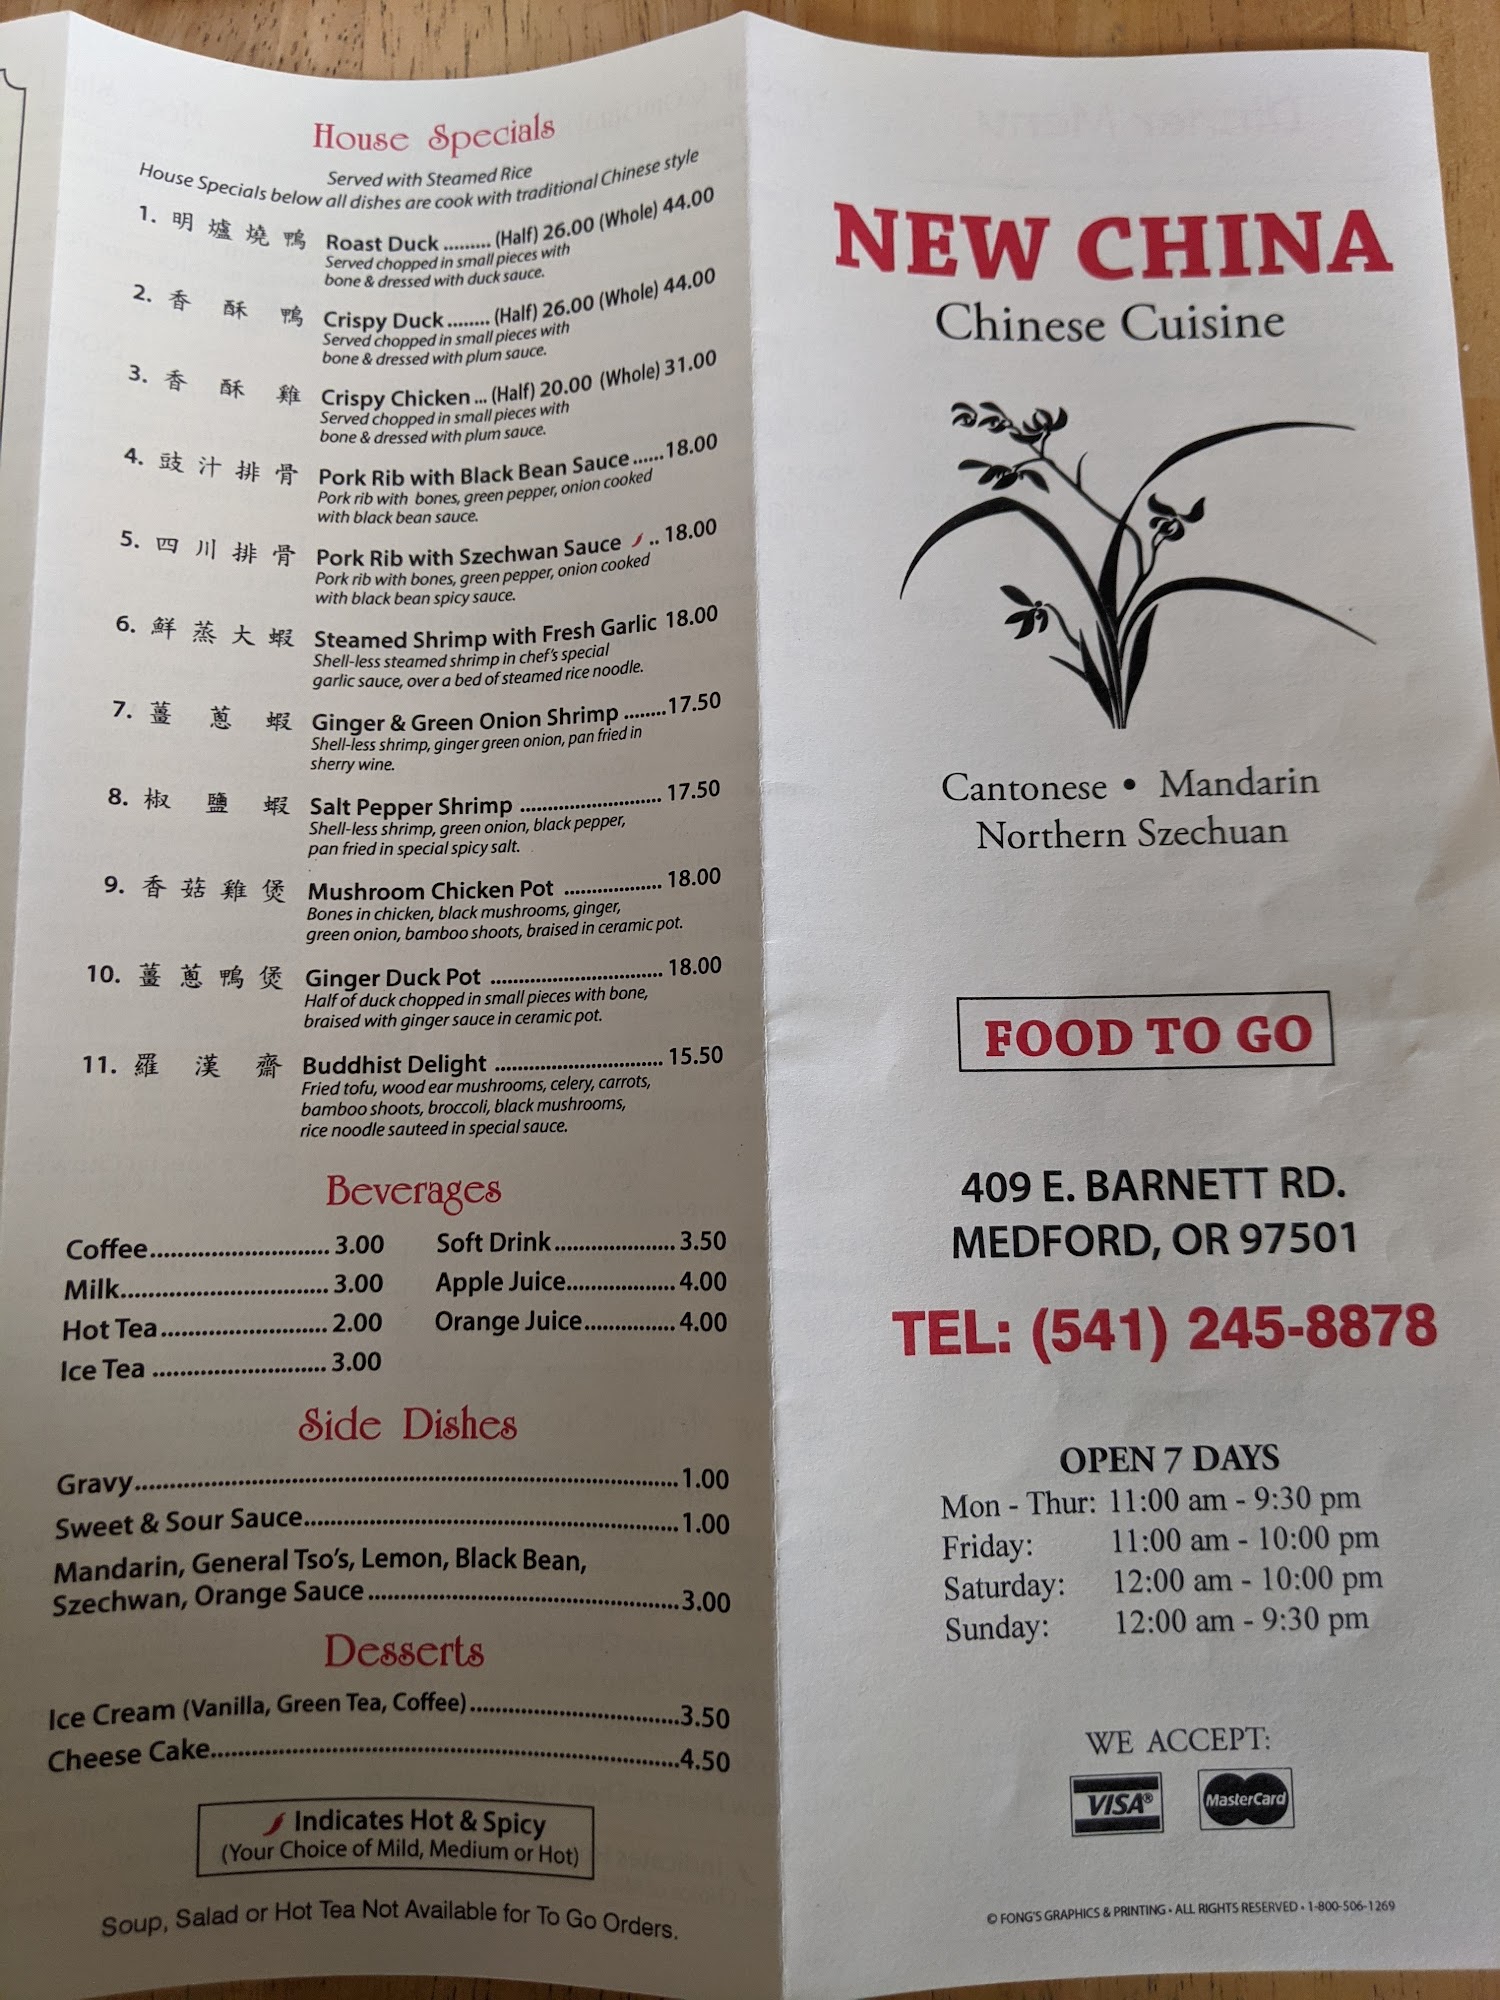 House Specials
Served with Steamed Rice
House Specials below all dishes are cook with traditional Chinese style
1. 明爐燒鴨 Roast Duck ......... (Half) 26.00 (Whole) 44.00
Served chopped in small pieces with
bone & dressed with duck sauce.
2. 香酥鴨 Crispy Duck ........ (Half) 26.00 (Whole) 44.00
Served chopped in small pieces with
bone & dressed with plum sauce.
3. 香酥雞 Crispy Chicken ... (Half) 20.00 (Whole) 31.00
Served chopped in small pieces with
bone & dressed with plum sauce.
4. 豉汁排骨 Pork Rib with Black Bean Sauce ......18.00
Pork rib with bones, green pepper, onion cooked
with black bean sauce.
5. 四川排骨 Pork Rib with Szechwan Sauce .. 18.00
Pork rib with bones, green pepper, onion cooked
with black bean spicy sauce.
6. 鮮蒸大蝦 Steamed Shrimp with Fresh Garlic 18.00
Shell-less steamed shrimp in chef's special
garlic sauce, over a bed of steamed rice noodle.
7. 薑蔥蝦 Ginger & Green Onion Shrimp ........17.50
Shell-less shrimp, ginger green onion, pan fried in
sherry wine.
8. 椒鹽蝦 Salt Pepper Shrimp ........................... 17.50
Shell-less shrimp, green onion, black pepper,
pan fried in special spicy salt.
9. 香菇雞煲 Mushroom Chicken Pot .................. 18.00
Bones in chicken, black mushrooms, ginger,
green onion, bamboo shoots, braised in ceramic pot.
10. 薑蔥鴨煲 Ginger Duck Pot ................................. 18.00
Half of duck chopped in small pieces with bone,
braised with ginger sauce in ceramic pot.
11. 羅漢齋 Buddhist Delight ................................ 15.50
Fried tofu, wood ear mushrooms, celery, carrots,
bamboo shoots, broccoli, black mushrooms,
rice noodle sauteed in special sauce.
Beverages
Coffee............................ 3.00
Milk................................ 3.00
Hot Tea.......................... 2.00
Ice Tea ........................... 3.00
Soft Drink..................... 3.50
Apple Juice................... 4.00
Orange Juice................ 4.00
Side Dishes
Gravy..................................................................................1.00
Sweet & Sour Sauce.........................................................1.00
Mandarin, General Tso's, Lemon, Black Bean,
Szechwan, Orange Sauce ................................................3.00
Desserts
Ice Cream (Vanilla, Green Tea, Coffee)................................3.50
Cheese Cake.......................................................................4.50
Indicates Hot & Spicy
(Your Choice of Mild, Medium or Hot)
Soup, Salad or Hot Tea Not Available for To Go Orders.
NEW CHINA
Chinese Cuisine
Cantonese • Mandarin
Northern Szechuan
FOOD TO GO
409 E. BARNETT RD.
MEDFORD, OR 97501
TEL: (541) 245-8878
OPEN 7 DAYS
Mon - Thur: 11:00 am - 9:30 pm
Friday: 11:00 am - 10:00 pm
Saturday: 12:00 am - 10:00 pm
Sunday: 12:00 am - 9:30 pm
WE ACCEPT:
VISA®
MasterCard
© FONG'S GRAPHICS & PRINTING • ALL RIGHTS RESERVED • 1-800-506-1269